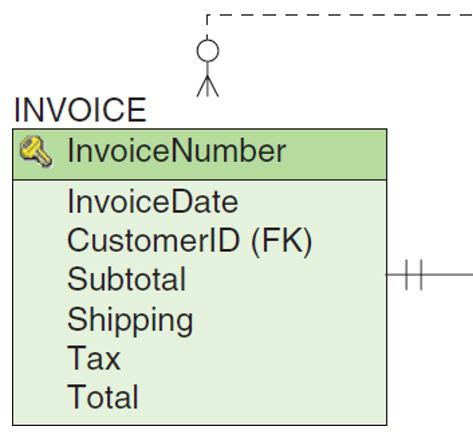 INVOICE
InvoiceNumber
InvoiceDate
CustomerID (FK)
Subtotal
Shipping
Tax
Total